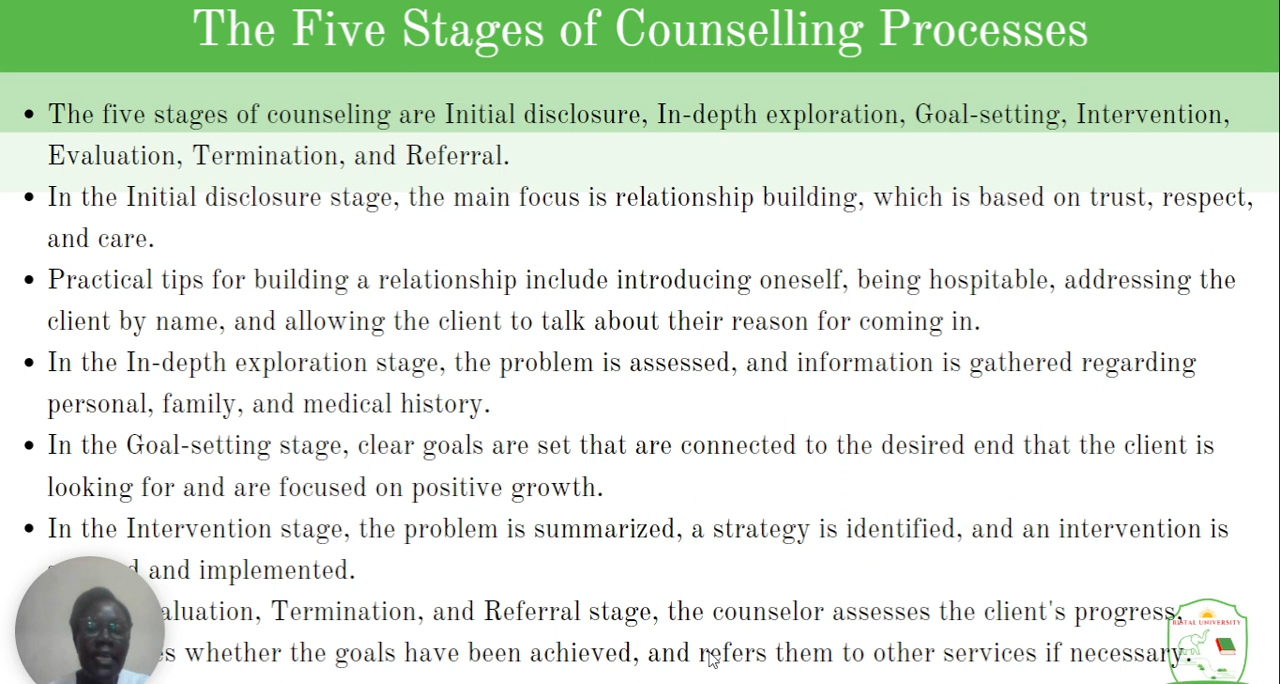 The Five Stages of Counselling Processes
• The five stages of counseling are Initial disclosure, In-depth exploration, Goal-setting, Intervention,
Evaluation, Termination, and Referral.
• In the Initial disclosure stage, the main focus is relationship building, which is based on trust, respect,
and care.
• Practical tips for building a relationship include introducing oneself, being hospitable, addressing the
client by name, and allowing the client to talk about their reason for coming in.
• In the In-depth exploration stage, the problem is assessed, and information is gathered regarding
personal, family, and medical history.
• In the Goal-setting stage, clear goals are set that are connected to the desired end that the client is
looking for and are focused on positive growth.
• In the Intervention stage, the problem is summarized, a strategy is identified, and an intervention is
and implemented.
Termination, and Referral stage, the counselor assesses the client's progress,
whether the goals have been achieved, and refers them to other services if necessary.
UNIVERSITY